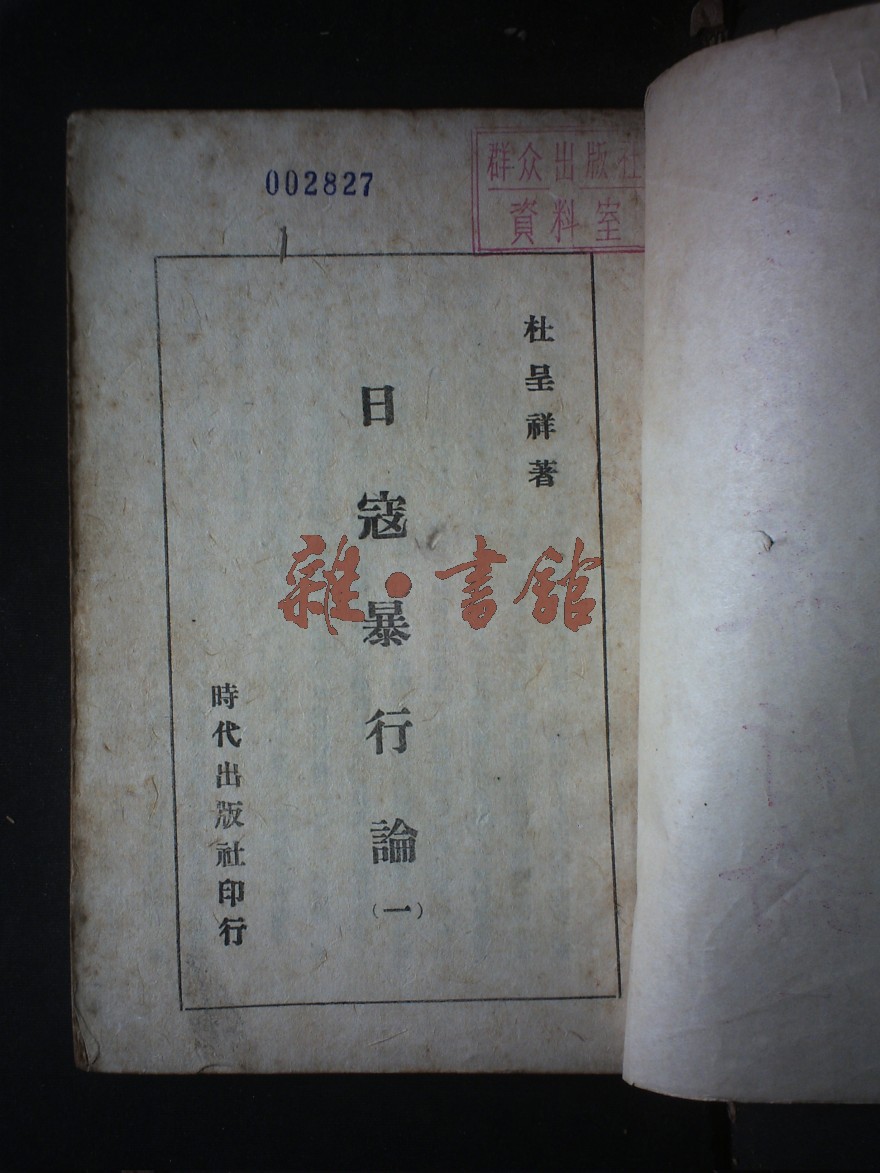 002827
群众出版社
資料室
杜呈祥著
日寇暴行論
（一）
時代出版社印行
雜·書館